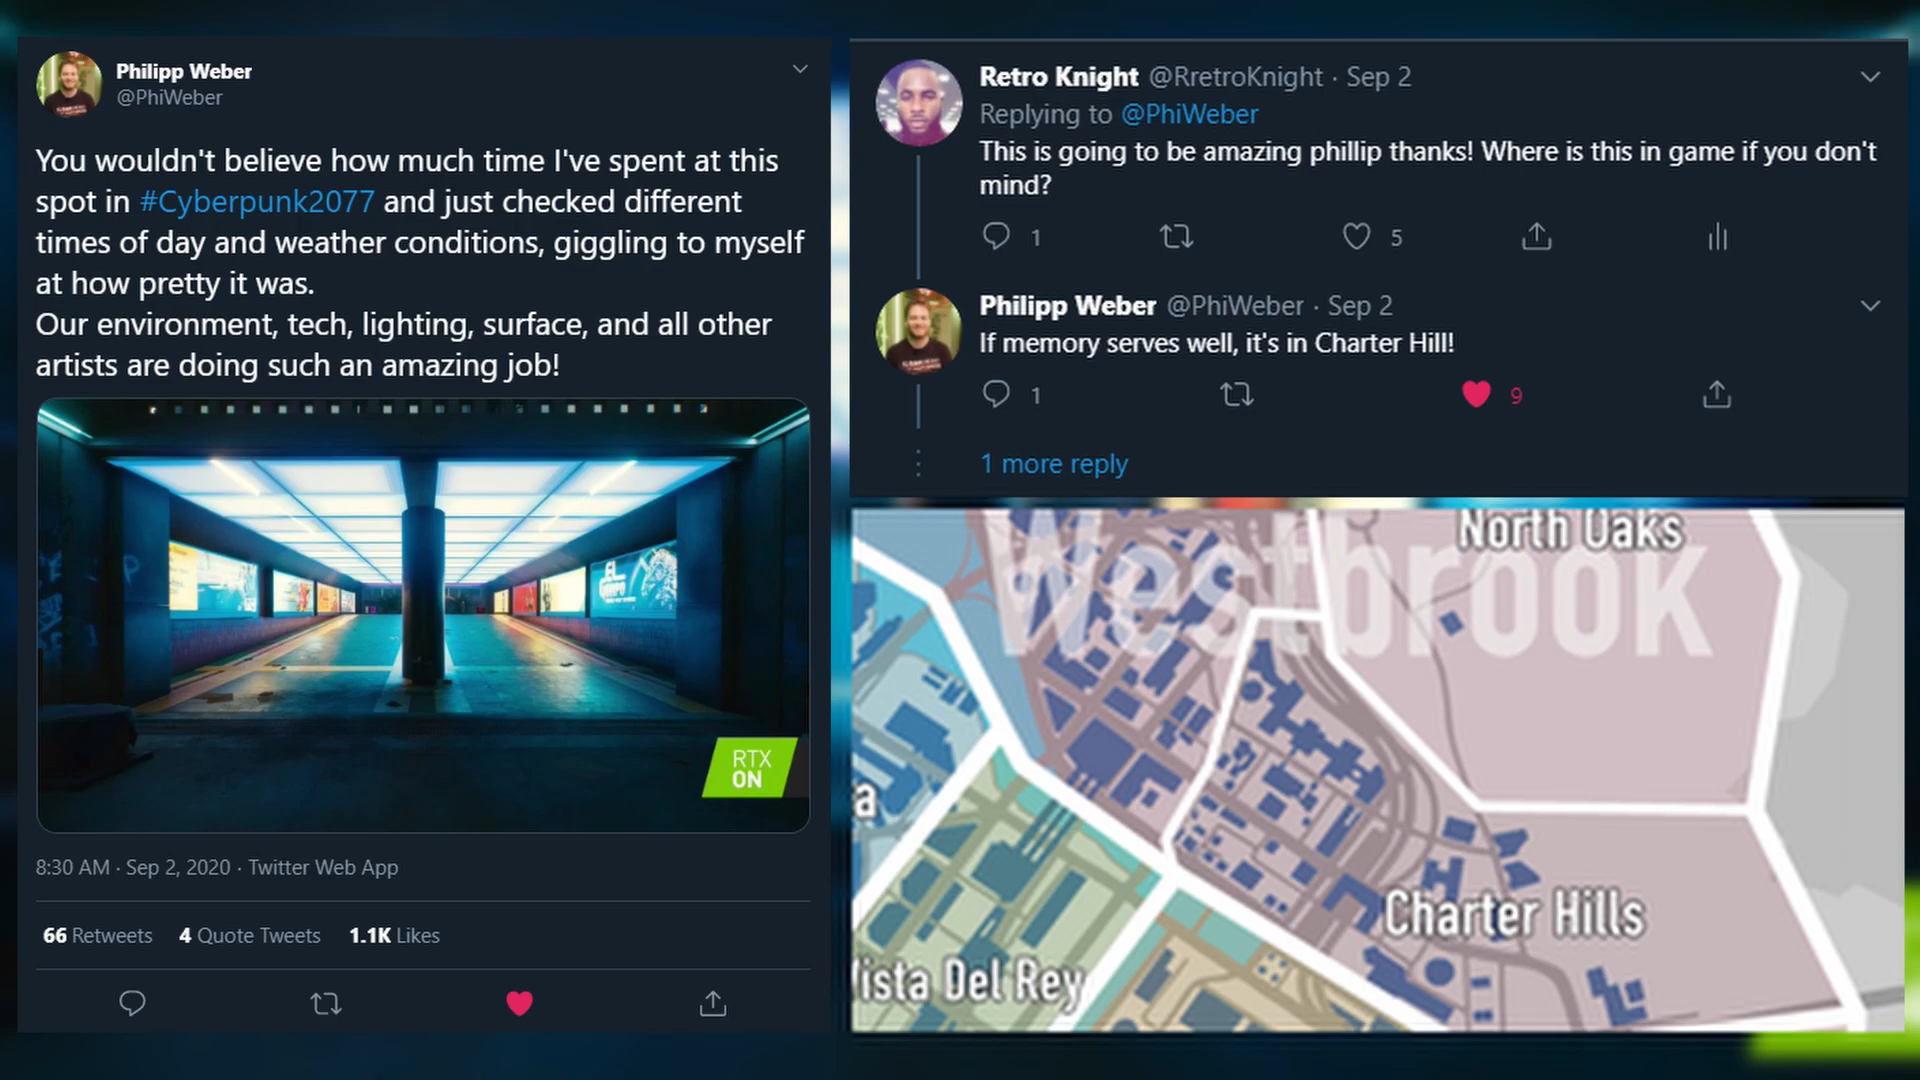 Philipp Weber
@PhiWeber
You wouldn't believe how much time I've spent at this
spot in #Cyberpunk2077 and just checked different
times of day and weather conditions, giggling to myself
at how pretty it was.
Our environment, tech, lighting, surface, and all other
artists are doing such an amazing job!
EL
RTX
ON
8:30 AM · Sep 2, 2020 · Twitter Web App
66 Retweets 4 Quote Tweets 1.1K Likes
Retro Knight @RretroKnight · Sep 2
Replying to @PhiWeber
This is going to be amazing phillip thanks! Where is this in game if you don't
mind?
1 5
Philipp Weber @PhiWeber · Sep 2
If memory serves well, it's in Charter Hill!
1 9
1 more reply
North Oaks
Westbrook
a
Charter Hills
Vista Del Rey